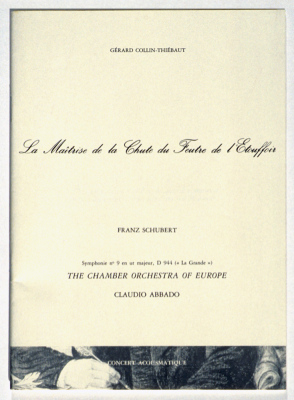 GÉRARD COLLIN-THIÉBAUT
La Maîtrise de la Chute du Feutre de l'Etouffoir
FRANZ SCHUBERT
Symphonie nº 9 en ut majeur, D 944 (« La Grande »)
THE CHAMBER ORCHESTRA OF EUROPE
CLAUDIO ABBADO
CONCERT ACOUSMATIQUE